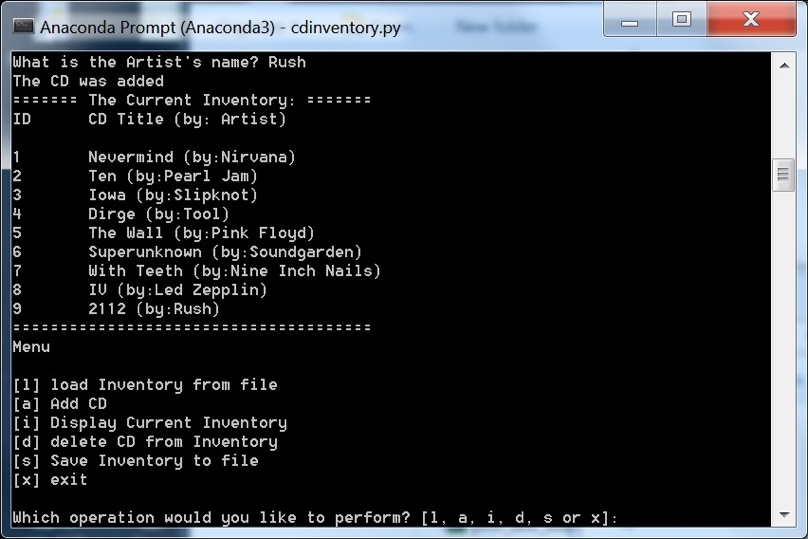 Anaconda Prompt (Anaconda3) - cdinventory.py
New Folder
What is the Artist's name? Rush
The CD was added
======= The Current Inventory: =======
ID      CD Title (by: Artist)
1       Nevermind (by:Nirvana)
2       Ten (by:Pearl Jam)
3       Iowa (by:Slipknot)
4       Dirge (by:Tool)
5       The Wall (by:Pink Floyd)
6       Superunknown (by:Soundgarden)
7       With Teeth (by:Nine Inch Nails)
8       IV (by:Led Zepplin)
9       2112 (by:Rush)
======================================
Menu
[l] load Inventory from file
[a] Add CD
[i] Display Current Inventory
[d] delete CD from Inventory
[s] Save Inventory to file
[x] exit
Which operation would you like to perform? [l, a, i, d, s or x]: